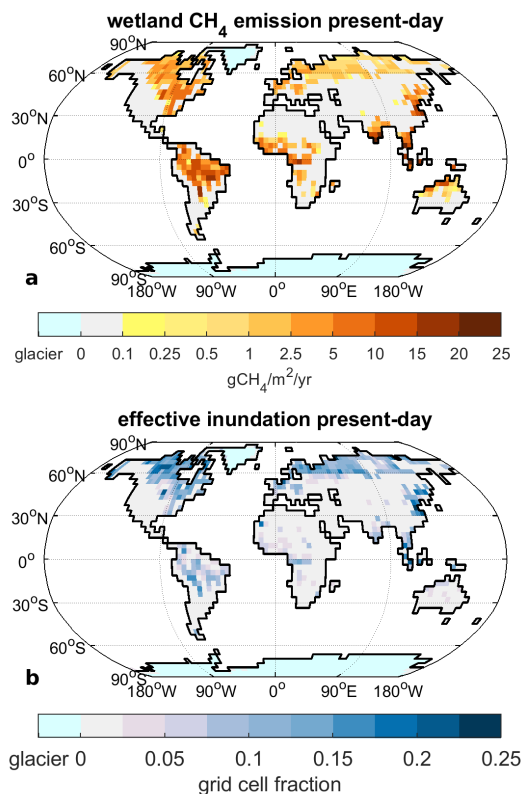 wetland CH₄ emission present-day
90°N
60°N
30°N
0°
30°S
60°S
90°S
180°W 90°W 0° 90°E 180°W
a
glacier 0 0.1 0.25 0.5 1 2.5 5 10 15 20 25
gCH₄/m²/yr
effective inundation present-day
90°N
60°N
30°N
0°
30°S
60°S
90°S
180°W 90°W 0° 90°E 180°W
b
glacier 0 0.05 0.1 0.15 0.2 0.25
grid cell fraction